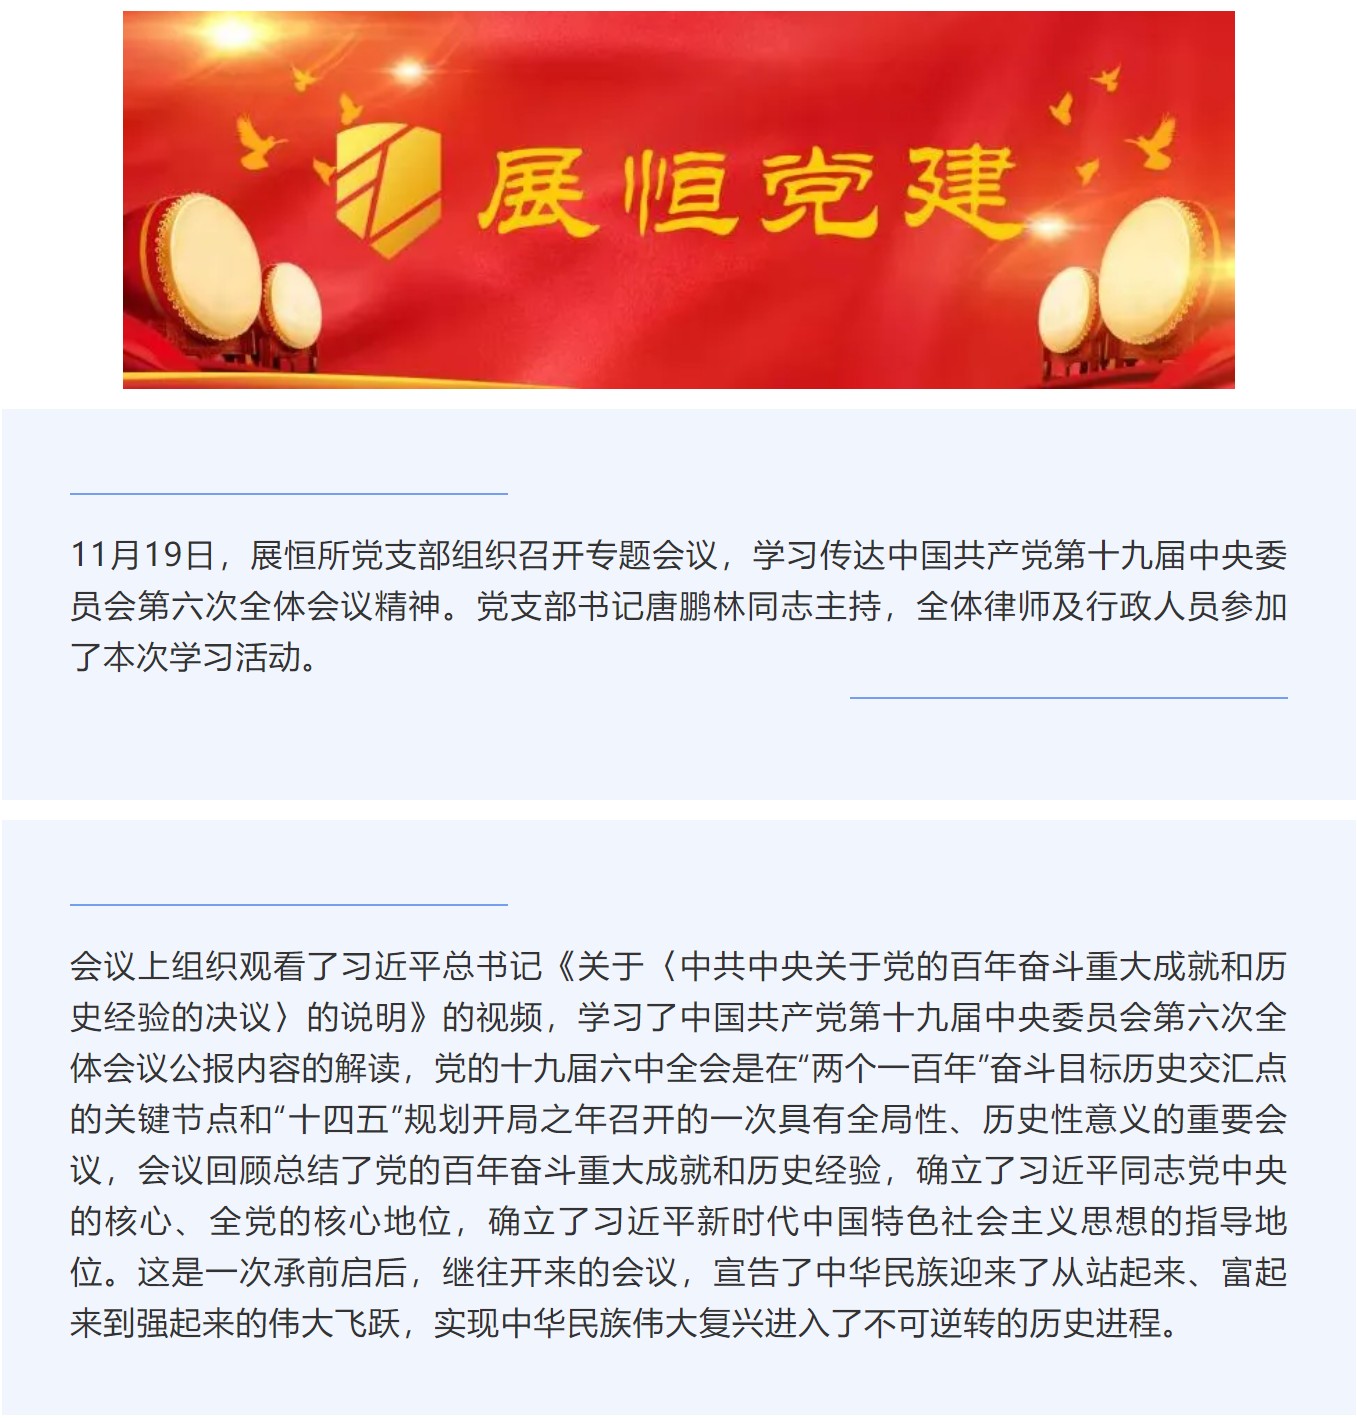 展恒党建
11月19日，展恒所党支部组织召开专题会议，学习传达中国共产党第十九届中央委
员会第六次全体会议精神。党支部书记唐鹏林同志主持，全体律师及行政人员参加
了本次学习活动。
会议上组织观看了习近平总书记《关于〈中共中央关于党的百年奋斗重大成就和历
史经验的决议〉的说明》的视频，学习了中国共产党第十九届中央委员会第六次全
体会议公报内容的解读，党的十九届六中全会是在“两个一百年”奋斗目标历史交汇点
的关键节点和“十四五”规划开局之年召开的一次具有全局性、历史性意义的重要会
议，会议回顾总结了党的百年奋斗重大成就和历史经验，确立了习近平同志党中央
的核心、全党的核心地位，确立了习近平新时代中国特色社会主义思想的指导地
位。这是一次承前启后，继往开来的会议，宣告了中华民族迎来了从站起来、富起
来到强起来的伟大飞跃，实现中华民族伟大复兴进入了不可逆转的历史进程。